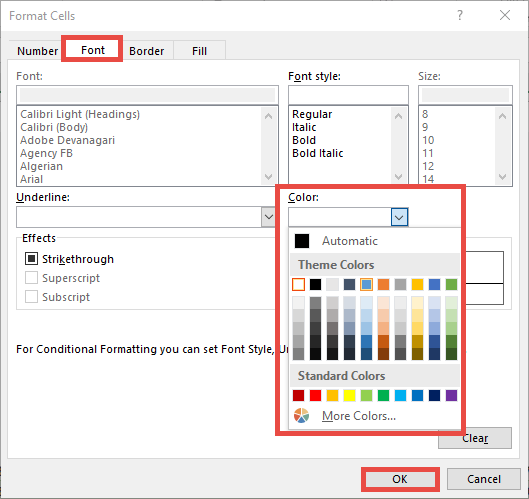 Format Cells
?
Number
Font
Border
Fill
Font:
Font style:
Size:
Calibri Light (Headings)
Calibri (Body)
Adobe Devanagari
Agency FB
Algerian
Arial
Regular
Italic
Bold
Bold Italic
8
9
10
11
12
14
Underline:
Color:
Automatic
Theme Colors
Standard Colors
More Colors...
Effects
Strikethrough
Superscript
Subscript
For Conditional Formatting you can set Font Style,
Clear
OK
Cancel